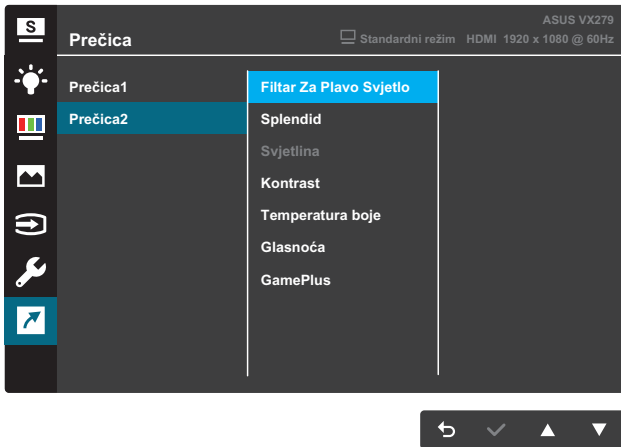 S
ASUS VX279
Prečica
Standardni režim HDMI 1920 x 1080 @ 60Hz
Prečica1
Prečica2
Filtar Za Plavo Svjetlo
Splendid
Svjetlina
Kontrast
Temperatura boje
Glasnoća
GamePlus